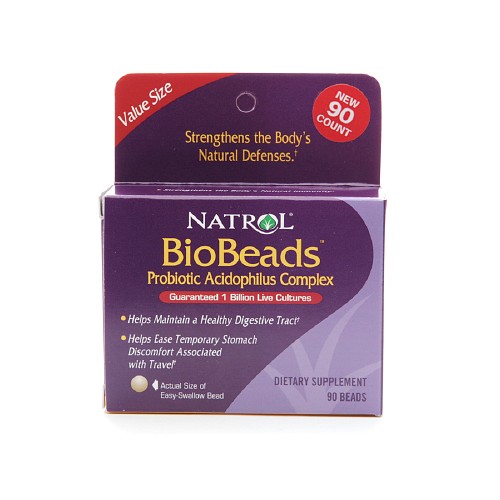 Value Size
NEW
90
COUNT
Strengthens the Body's
Natural Defenses.†
NATROL
BioBeads™
Probiotic Acidophilus Complex
Guaranteed 1 Billion Live Cultures
• Helps Maintain a Healthy Digestive Tract†
• Helps Ease Temporary Stomach
Discomfort Associated
with Travel†
Actual Size of
Easy-Swallow Bead
DIETARY SUPPLEMENT
90 BEADS